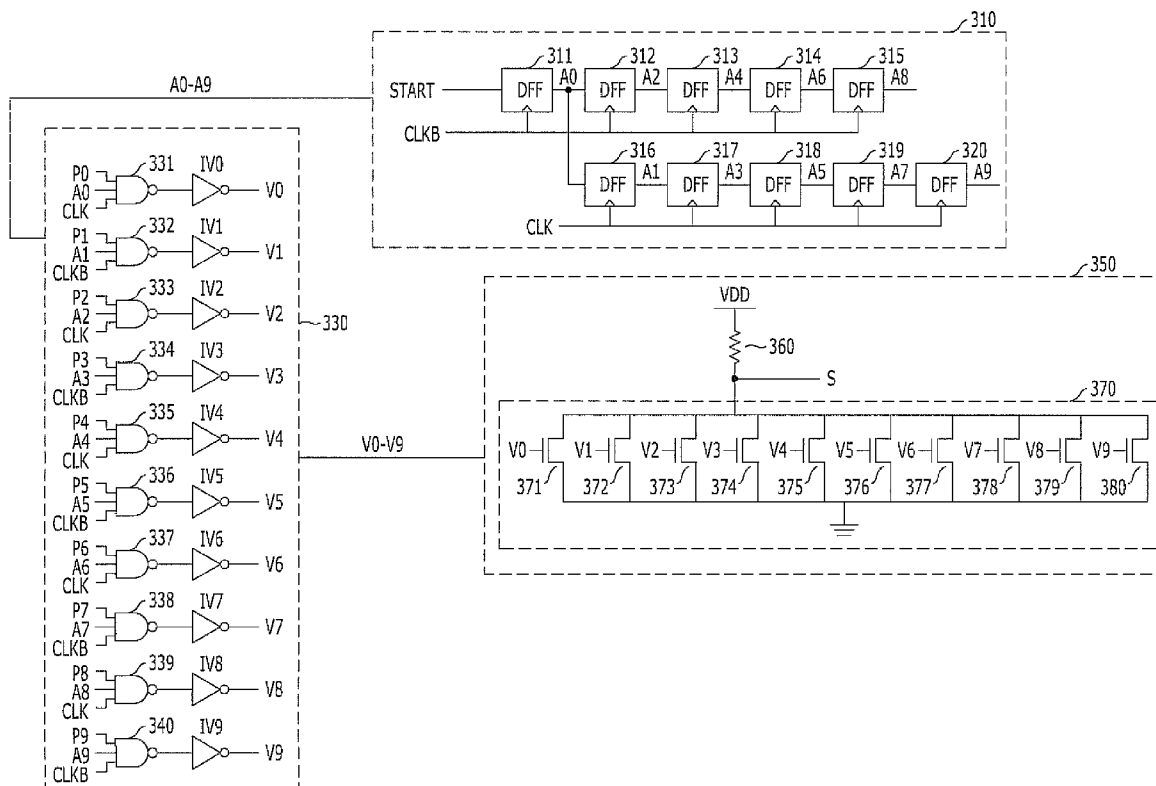 310
311 312 313 314 315
START DFF A0 DFF A2 DFF A4 DFF A6 DFF A8
CLKB
316 317 318 319 320
DFF A1 DFF A3 DFF A5 DFF A7 DFF A9
CLK
A0-A9
330
P0 331 IV0
A0 V0
CLK
P1 332 IV1
A1 V1
CLKB
P2 333 IV2
A2 V2
CLK
P3 334 IV3
A3 V3
CLKB
P4 335 IV4
A4 V4
CLK
P5 336 IV5
A5 V5
CLKB
P6 337 IV6
A6 V6
CLK
P7 338 IV7
A7 V7
CLKB
P8 339 IV8
A8 V8
CLK
P9 340 IV9
A9 V9
CLKB
V0-V9
350
VDD
360
S
370
V0 V1 V2 V3 V4 V5 V6 V7 V8 V9
371 372 373 374 375 376 377 378 379 380